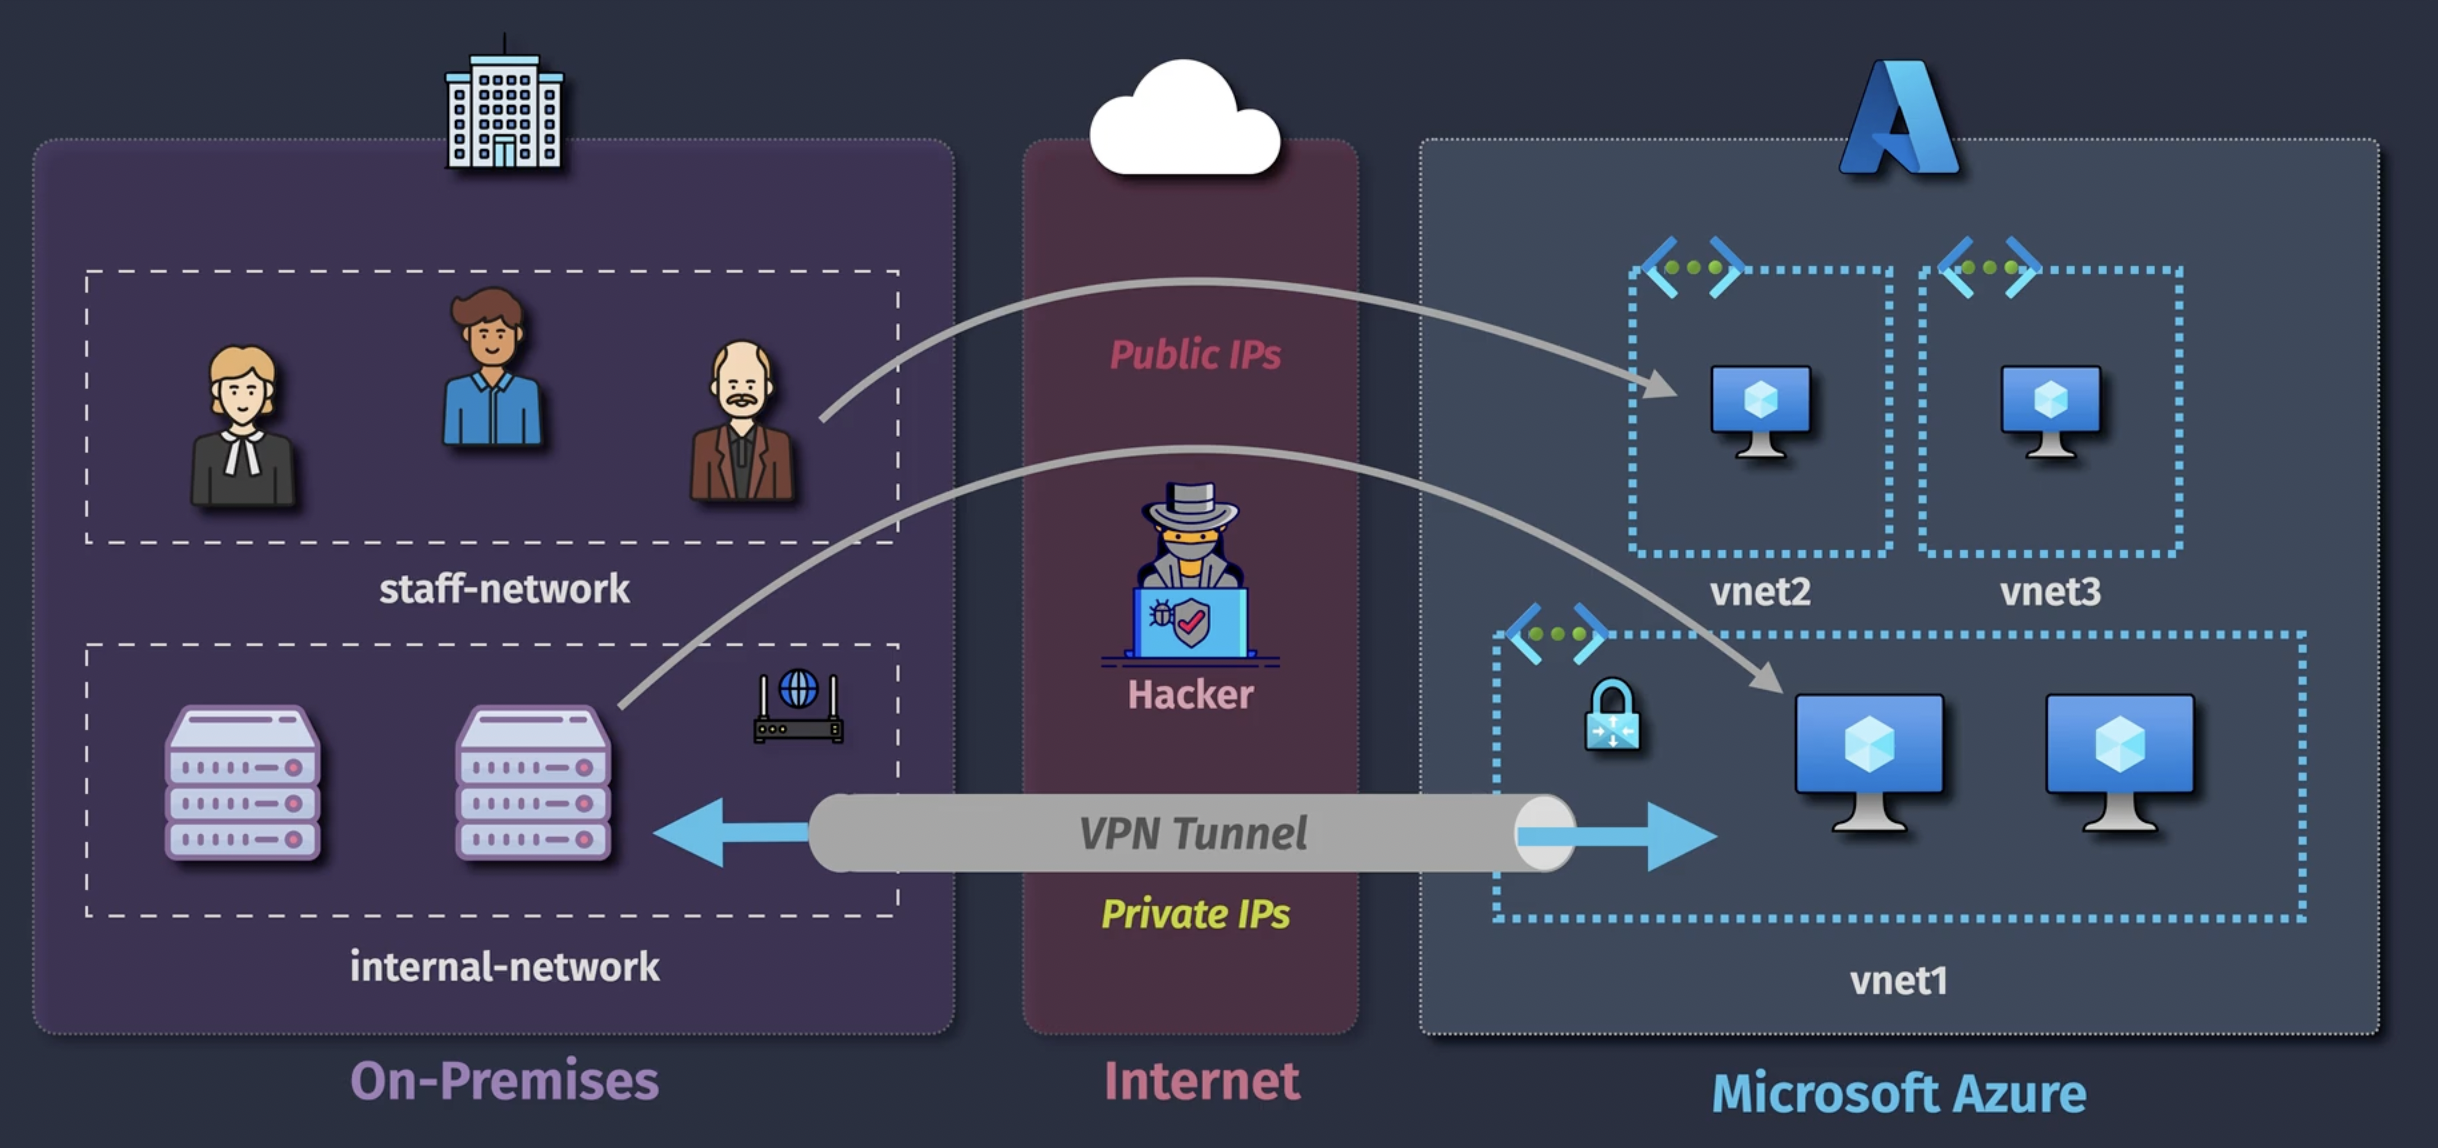 Public IPs
staff-network
vnet2
vnet3
Hacker
VPN Tunnel
Private IPs
internal-network
vnet1
On-Premises
Internet
Microsoft Azure